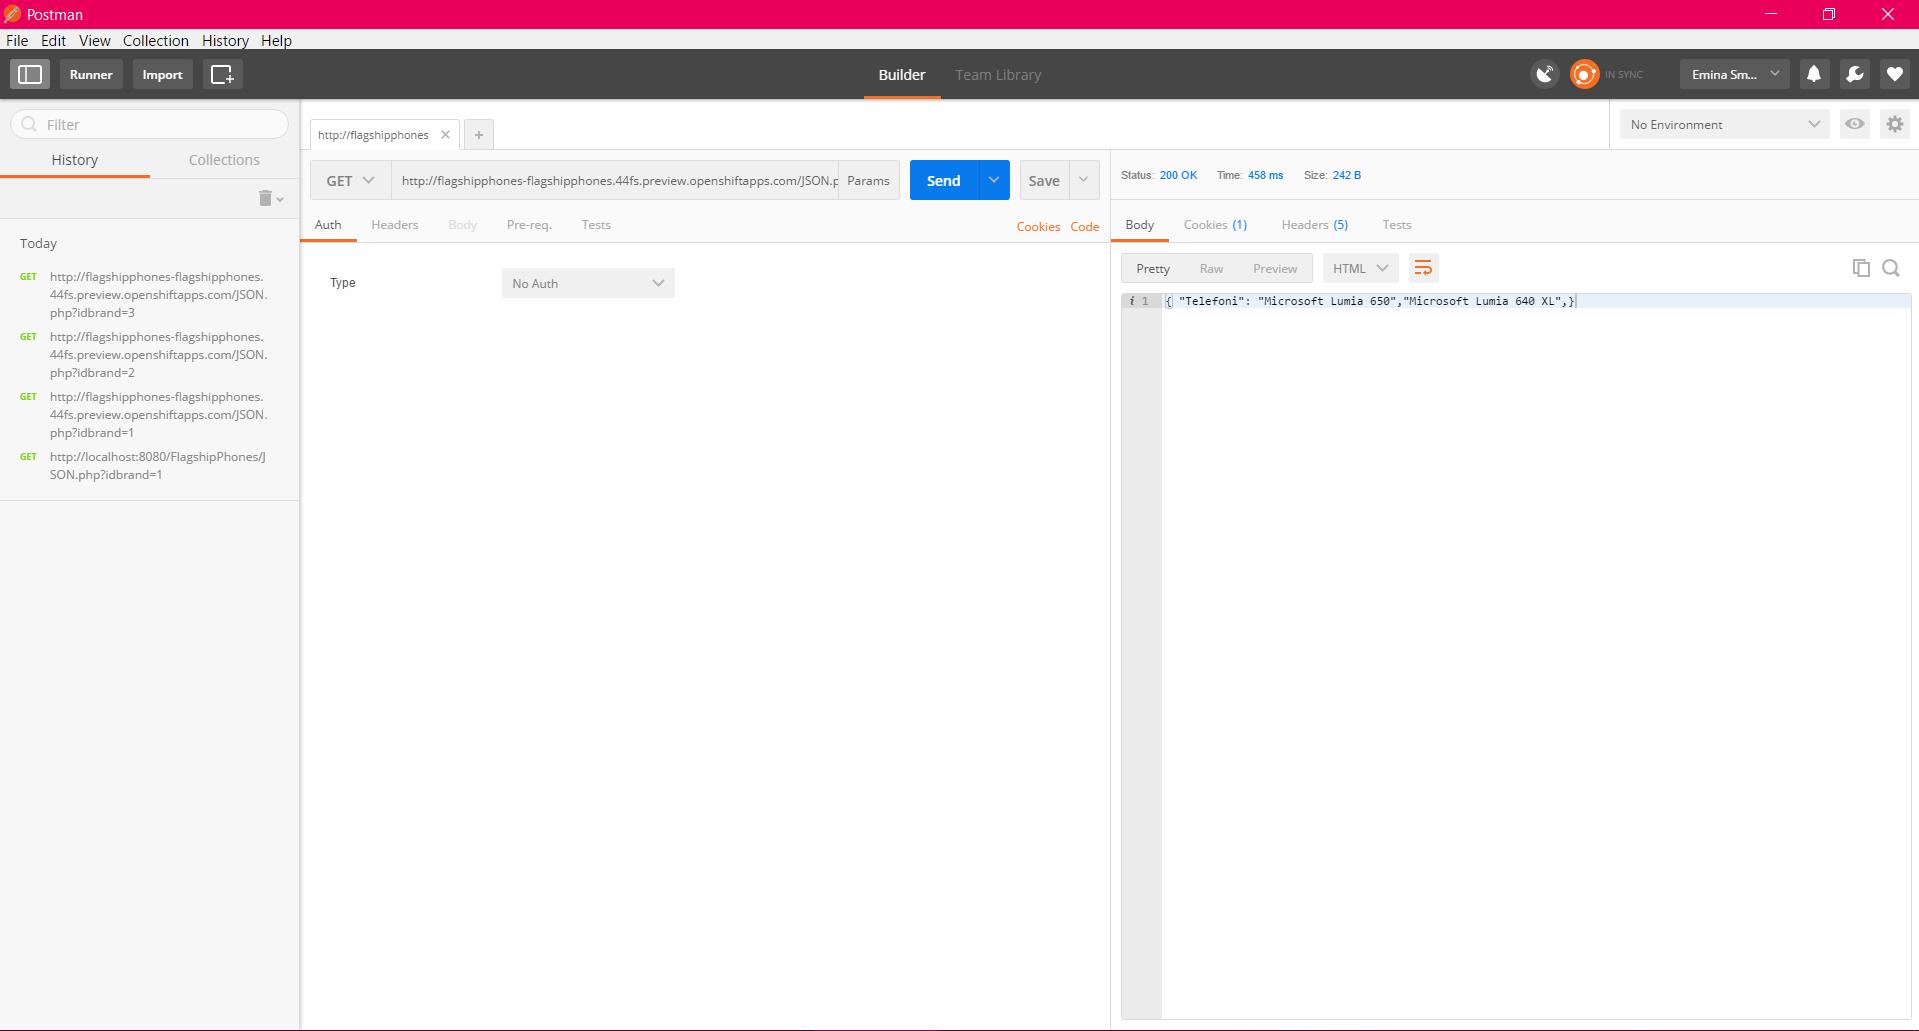 Postman
File Edit View Collection History Help
Runner Import Builder Team Library IN SYNC Emina Sm...
Filter
History Collections
Today
GET http://flagshipphones-flagshipphones.
44fs.preview.openshiftapps.com/JSON.
php?idbrand=3
GET http://flagshipphones-flagshipphones.
44fs.preview.openshiftapps.com/JSON.
php?idbrand=2
GET http://flagshipphones-flagshipphones.
44fs.preview.openshiftapps.com/JSON.
php?idbrand=1
GET http://localhost:8080/FlagshipPhones/J
SON.php?idbrand=1
http://flagshipphones
No Environment
GET http://flagshipphones-flagshipphones.44fs.preview.openshiftapps.com/JSON.p Params Send Save
Auth Headers Body Pre-req. Tests Cookies Code
Type No Auth
Status: 200 OK Time: 458 ms Size: 242 B
Body Cookies (1) Headers (5) Tests
Pretty Raw Preview HTML
i 1 { "Telefoni": "Microsoft Lumia 650","Microsoft Lumia 640 XL",}